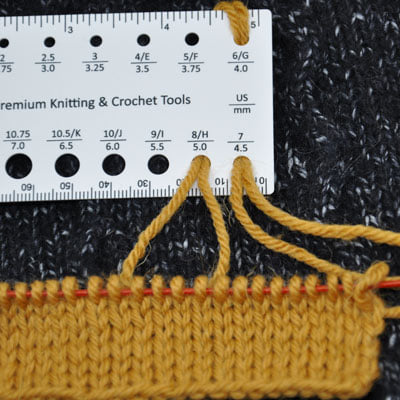 3 4 5
2 2.5 3 4/E 5/F 6/G
.75 3.0 3.25 3.5 3.75 4.0
remium Knitting & Crochet Tools
US
mm
10.75 10.5/K 10/J 9/I 8/H 7
7.0 6.5 6.0 5.5 5.0 4.5
60 50 40 30 10 0